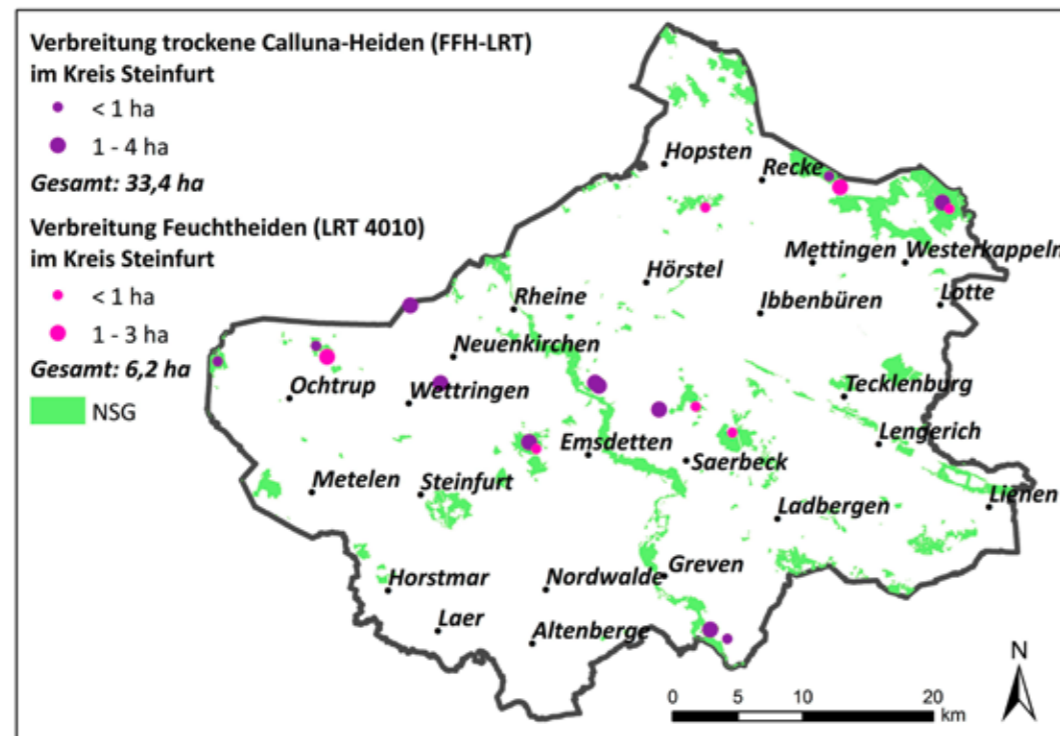 Verbreitung trockene Calluna-Heiden (FFH-LRT)
im Kreis Steinfurt
< 1 ha
1 - 4 ha
Gesamt: 33,4 ha
Verbreitung Feuchtheiden (LRT 4010)
im Kreis Steinfurt
< 1 ha
1 - 3 ha
Gesamt: 6,2 ha
NSG
Hopsten
Recke
Mettingen
Westerkappeln
Hörstel
Rheine
Ibbenbüren
Lotte
Neuenkirchen
Ochtrup
Wettringen
Tecklenburg
Emsdetten
Saerbeck
Lengerich
Metelen
Steinfurt
Ladbergen
Lienen
Horstmar
Nordwalde
Greven
Laer
Altenberge
N
0 5 10 20
km